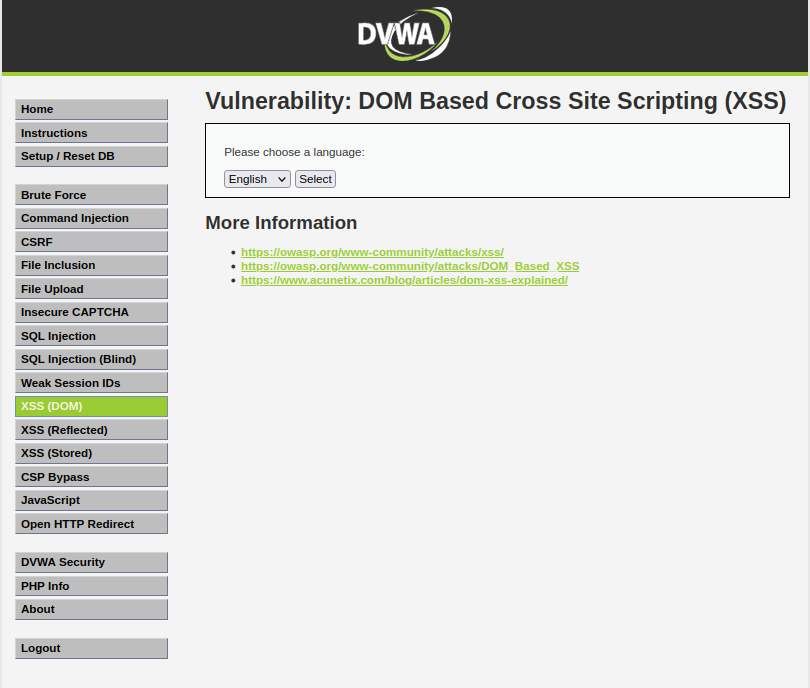 DVWA
Home
Instructions
Setup / Reset DB
Brute Force
Command Injection
CSRF
File Inclusion
File Upload
Insecure CAPTCHA
SQL Injection
SQL Injection (Blind)
Weak Session IDs
XSS (DOM)
XSS (Reflected)
XSS (Stored)
CSP Bypass
JavaScript
Open HTTP Redirect
DVWA Security
PHP Info
About
Logout
Vulnerability: DOM Based Cross Site Scripting (XSS)
Please choose a language:
English Select
More Information
https://owasp.org/www-community/attacks/xss/
https://owasp.org/www-community/attacks/DOM_Based_XSS
https://www.acunetix.com/blog/articles/dom-xss-explained/